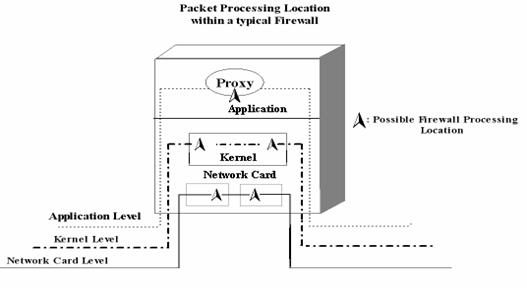 Packet Processing Location
within a typical Firewall
Proxy
Application
: Possible Firewall Processing
Location
Kernel
Network Card
Application Level
Kernel Level
Network Card Level